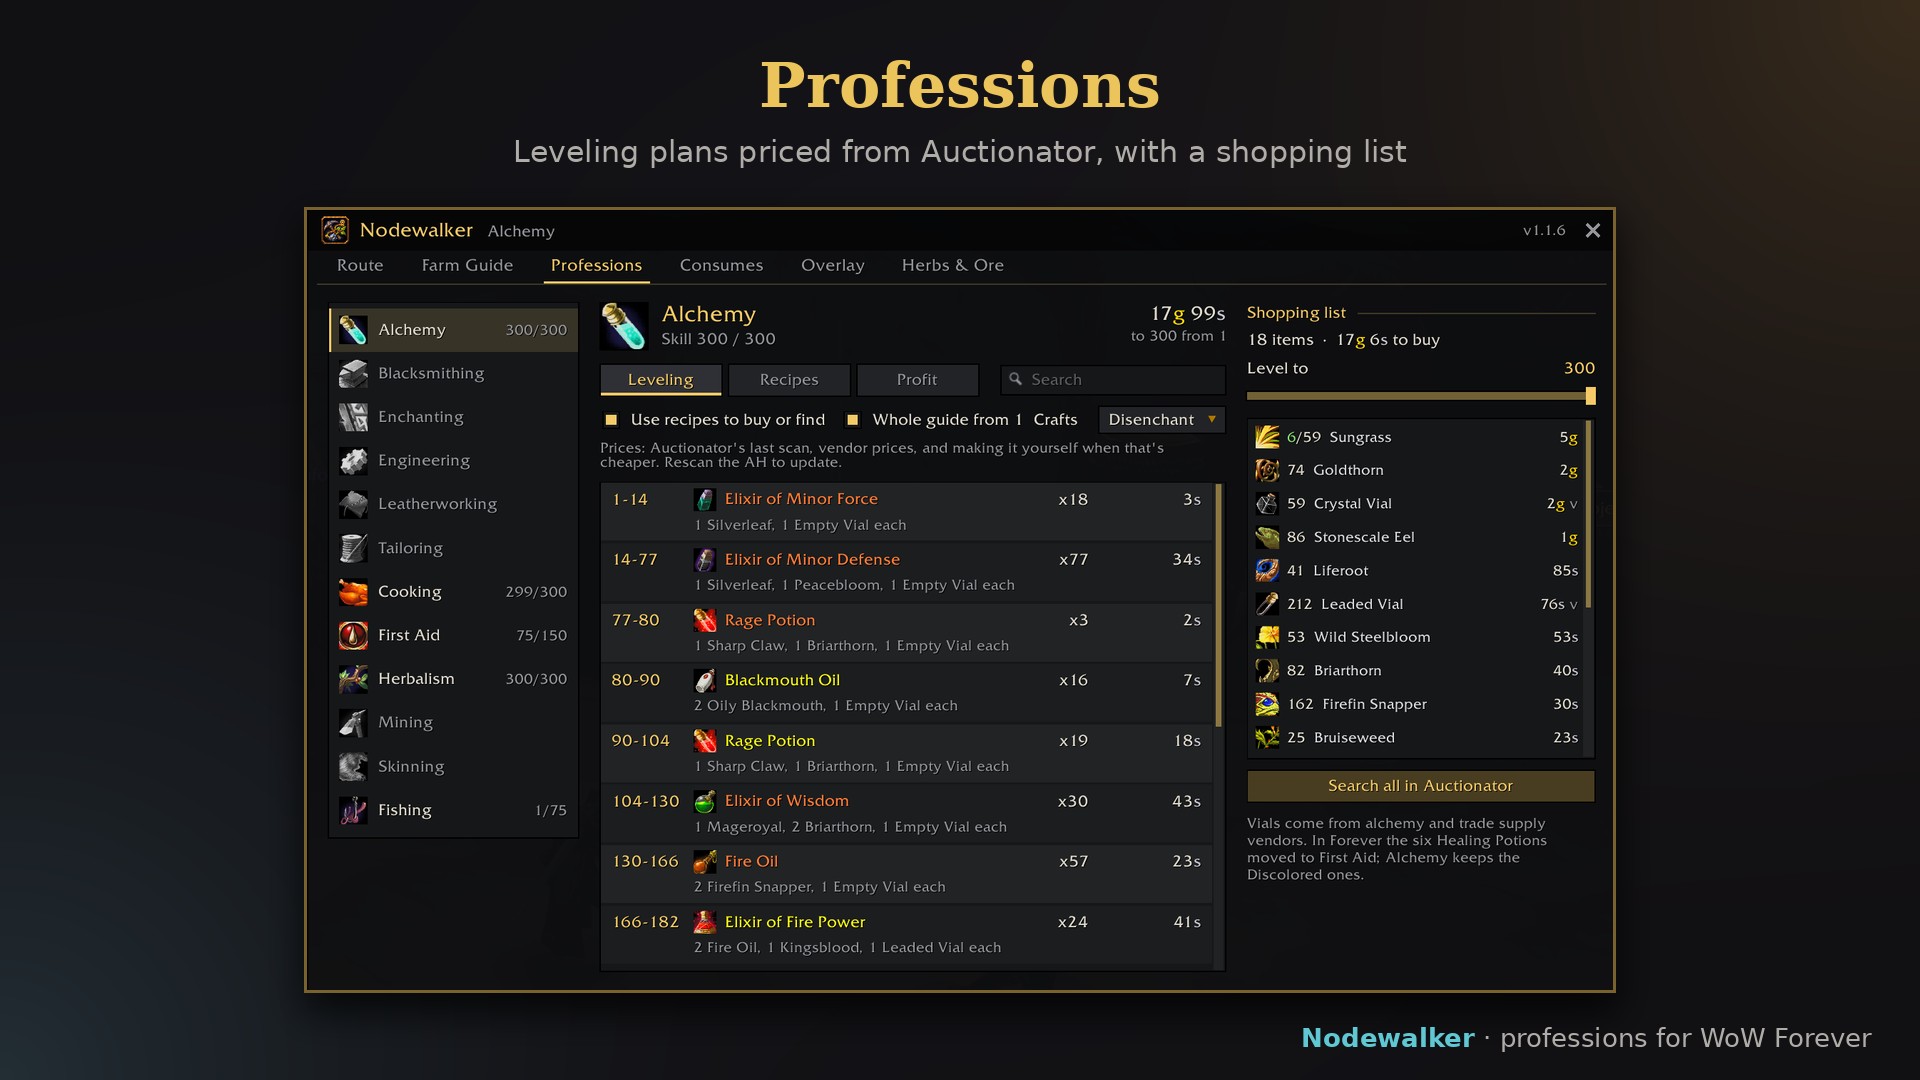 Professions
Leveling plans priced from Auctionator, with a shopping list
Nodewalker Alchemy
v1.1.6
Route Farm Guide Professions Consumes Overlay Herbs & Ore
Alchemy 300/300
Blacksmithing
Enchanting
Engineering
Leatherworking
Tailoring
Cooking 299/300
First Aid 75/150
Herbalism 300/300
Mining
Skinning
Fishing 1/75
Alchemy
Skill 300 / 300
17g 99s
to 300 from 1
Leveling Recipes Profit Search
Use recipes to buy or find Whole guide from 1 Crafts Disenchant
Prices: Auctionator's last scan, vendor prices, and making it yourself when that's
cheaper. Rescan the AH to update.
1-14 Elixir of Minor Force x18 3s
1 Silverleaf, 1 Empty Vial each
14-77 Elixir of Minor Defense x77 34s
1 Silverleaf, 1 Peacebloom, 1 Empty Vial each
77-80 Rage Potion x3 2s
1 Sharp Claw, 1 Briarthorn, 1 Empty Vial each
80-90 Blackmouth Oil x16 7s
2 Oily Blackmouth, 1 Empty Vial each
90-104 Rage Potion x19 18s
1 Sharp Claw, 1 Briarthorn, 1 Empty Vial each
104-130 Elixir of Wisdom x30 43s
1 Mageroyal, 2 Briarthorn, 1 Empty Vial each
130-166 Fire Oil x57 23s
2 Firefin Snapper, 1 Empty Vial each
166-182 Elixir of Fire Power x24 41s
2 Fire Oil, 1 Kingsblood, 1 Leaded Vial each
Shopping list
18 items · 17g 6s to buy
Level to 300
6/59 Sungrass 5g
74 Goldthorn 2g
59 Crystal Vial 2g v
86 Stonescale Eel 1g
41 Liferoot 85s
212 Leaded Vial 76s v
53 Wild Steelbloom 53s
82 Briarthorn 40s
162 Firefin Snapper 30s
25 Bruiseweed 23s
Search all in Auctionator
Vials come from alchemy and trade supply
vendors. In Forever the six Healing Potions
moved to First Aid; Alchemy keeps the
Discolored ones.
Nodewalker · professions for WoW Forever